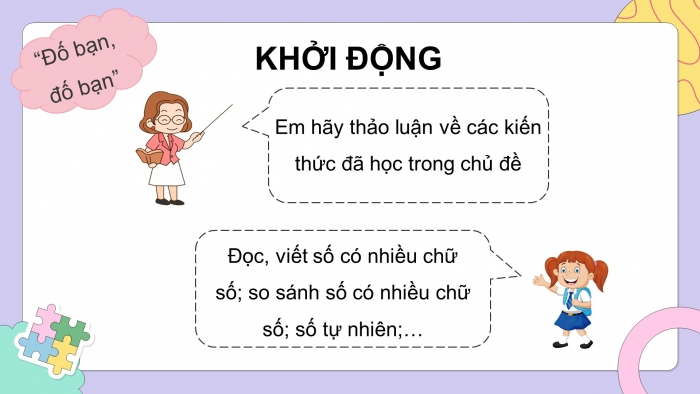 “Đố bạn,
đố bạn”
KHỞI ĐỘNG
Em hãy thảo luận về các kiến
thức đã học trong chủ đề
Đọc, viết số có nhiều chữ
số; so sánh số có nhiều chữ
số; số tự nhiên;…